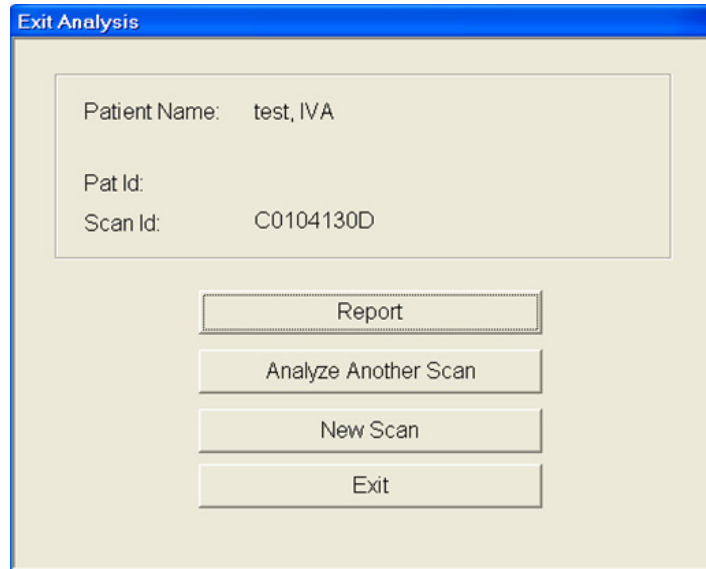 Exit Analysis
Patient Name: test, IVA
Pat Id:
Scan Id: C0104130D
Report
Analyze Another Scan
New Scan
Exit